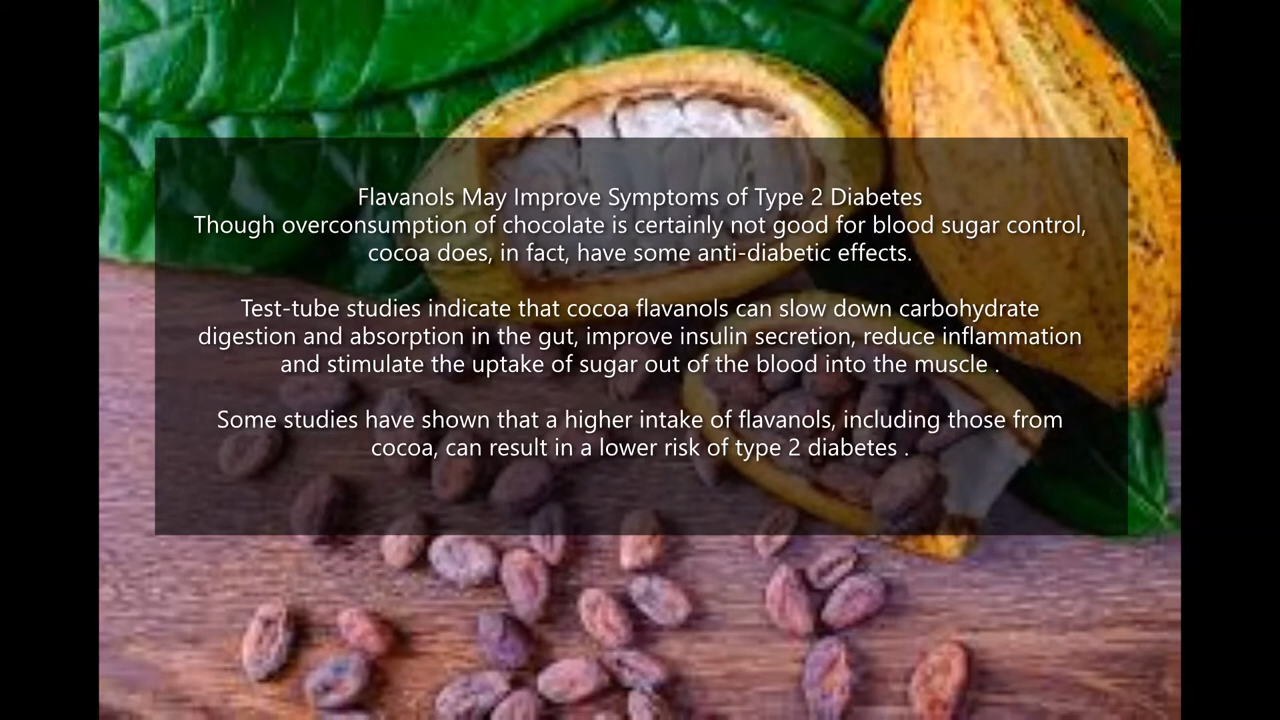 Flavanols May Improve Symptoms of Type 2 Diabetes
Though overconsumption of chocolate is certainly not good for blood sugar control,
cocoa does, in fact, have some anti-diabetic effects.
Test-tube studies indicate that cocoa flavanols can slow down carbohydrate
digestion and absorption in the gut, improve insulin secretion, reduce inflammation
and stimulate the uptake of sugar out of the blood into the muscle .
Some studies have shown that a higher intake of flavanols, including those from
cocoa, can result in a lower risk of type 2 diabetes .